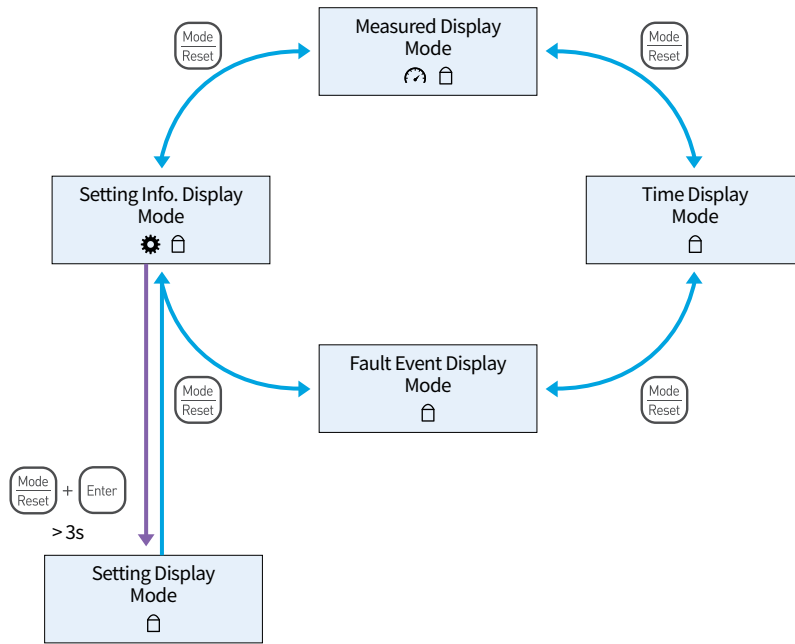 Measured Display
Mode
Mode
Reset
Mode
Reset
Setting Info. Display
Mode
Time Display
Mode
Fault Event Display
Mode
Mode
Reset
Mode
Reset
Mode
Reset
+
Enter
> 3s
Setting Display
Mode